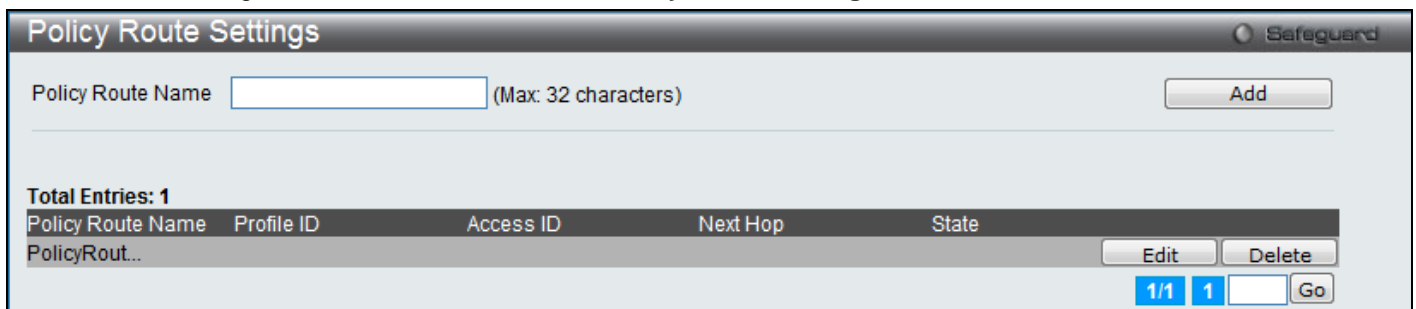 Policy Route Settings Safeguard
Policy Route Name (Max: 32 characters) Add
Total Entries: 1
Policy Route Name Profile ID Access ID Next Hop State
PolicyRout... Edit Delete
1/1 1 Go